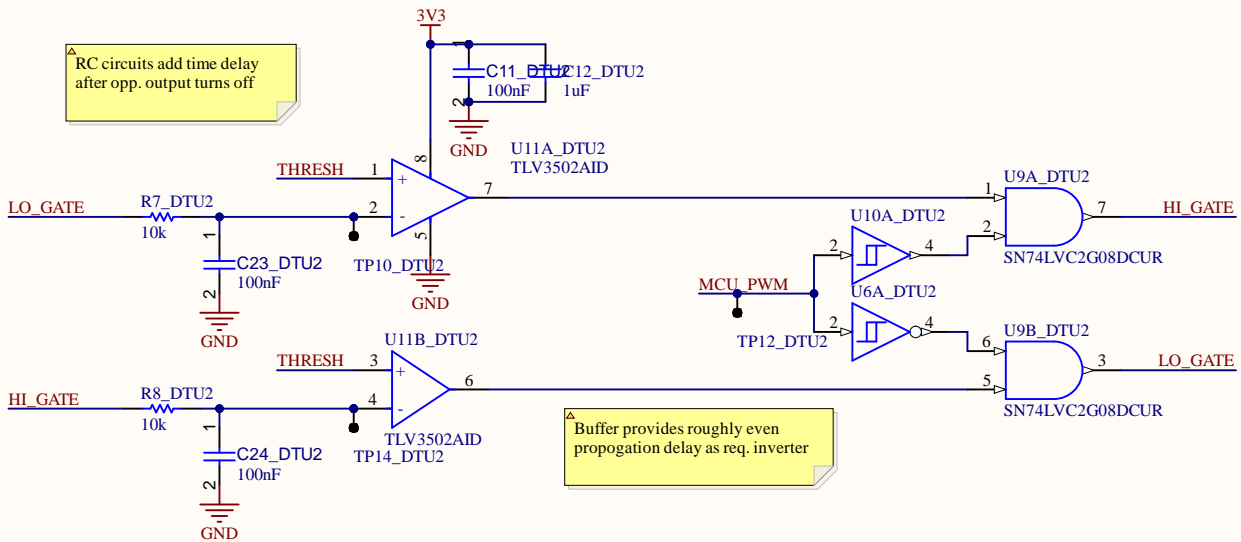 3V3
RC circuits add time delay
after opp. output turns off
1
C11_DTU2
C12_DTU2
100nF
1uF
2
GND
U11A_DTU2
TLV3502AID
8
THRESH
1
+
7
LO_GATE
R7_DTU2
10k
2
-
5
1
C23_DTU2
100nF
2
GND
TP10_DTU2
GND
U9A_DTU2
1
7
HI_GATE
2
SN74LVC2G08DCUR
U10A_DTU2
2
4
MCU_PWM
U6A_DTU2
2
4
TP12_DTU2
U9B_DTU2
6
3
LO_GATE
5
SN74LVC2G08DCUR
U11B_DTU2
THRESH
3
+
6
HI_GATE
R8_DTU2
10k
4
-
TLV3502AID
TP14_DTU2
1
C24_DTU2
100nF
2
GND
Buffer provides roughly even
propogation delay as req. inverter